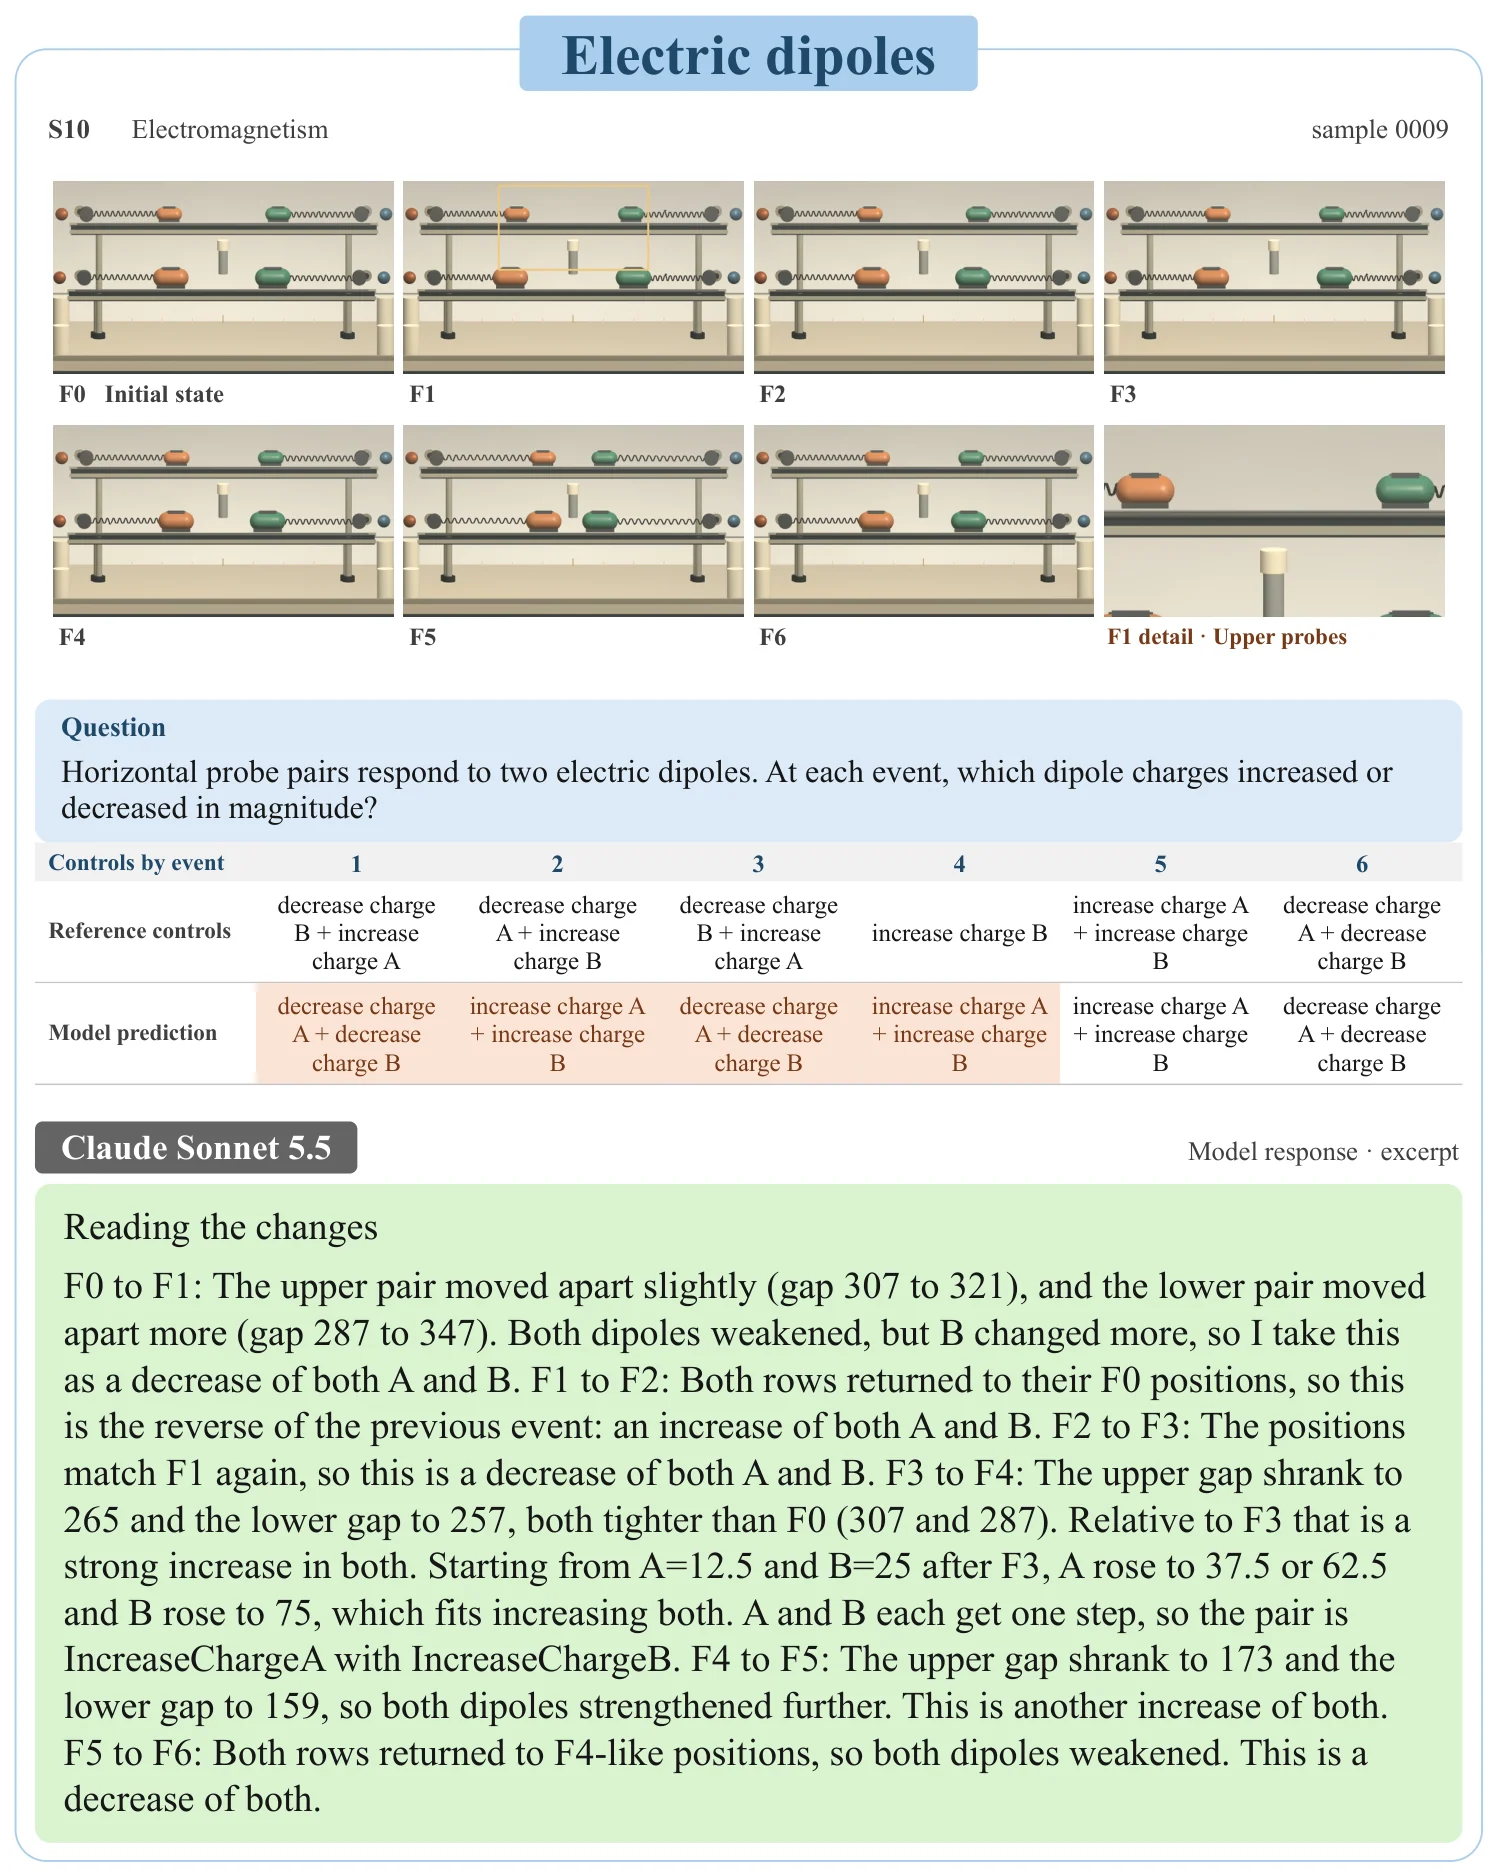 Electric dipoles
S10 Electromagnetism sample 0009
F0 Initial state F1 F2 F3
F4 F5 F6 F1 detail · Upper probes
Question
Horizontal probe pairs respond to two electric dipoles. At each event, which dipole charges increased or
decreased in magnitude?
Controls by event 1 2 3 4 5 6
Reference controls
decrease charge
B + increase
charge A
decrease charge
A + increase
charge B
decrease charge
B + increase
charge A
increase charge B
increase charge A
+ increase charge
B
decrease charge
A + decrease
charge B
Model prediction
decrease charge
A + decrease
charge B
increase charge A
+ increase charge
B
decrease charge
A + decrease
charge B
increase charge A
+ increase charge
B
increase charge A
+ increase charge
B
decrease charge
A + decrease
charge B
Claude Sonnet 5.5 Model response · excerpt
Reading the changes
F0 to F1: The upper pair moved apart slightly (gap 307 to 321), and the lower pair moved
apart more (gap 287 to 347). Both dipoles weakened, but B changed more, so I take this
as a decrease of both A and B. F1 to F2: Both rows returned to their F0 positions, so this
is the reverse of the previous event: an increase of both A and B. F2 to F3: The positions
match F1 again, so this is a decrease of both A and B. F3 to F4: The upper gap shrank to
265 and the lower gap to 257, both tighter than F0 (307 and 287). Relative to F3 that is a
strong increase in both. Starting from A=12.5 and B=25 after F3, A rose to 37.5 or 62.5
and B rose to 75, which fits increasing both. A and B each get one step, so the pair is
IncreaseChargeA with IncreaseChargeB. F4 to F5: The upper gap shrank to 173 and the
lower gap to 159, so both dipoles strengthened further. This is another increase of both.
F5 to F6: Both rows returned to F4-like positions, so both dipoles weakened. This is a
decrease of both.